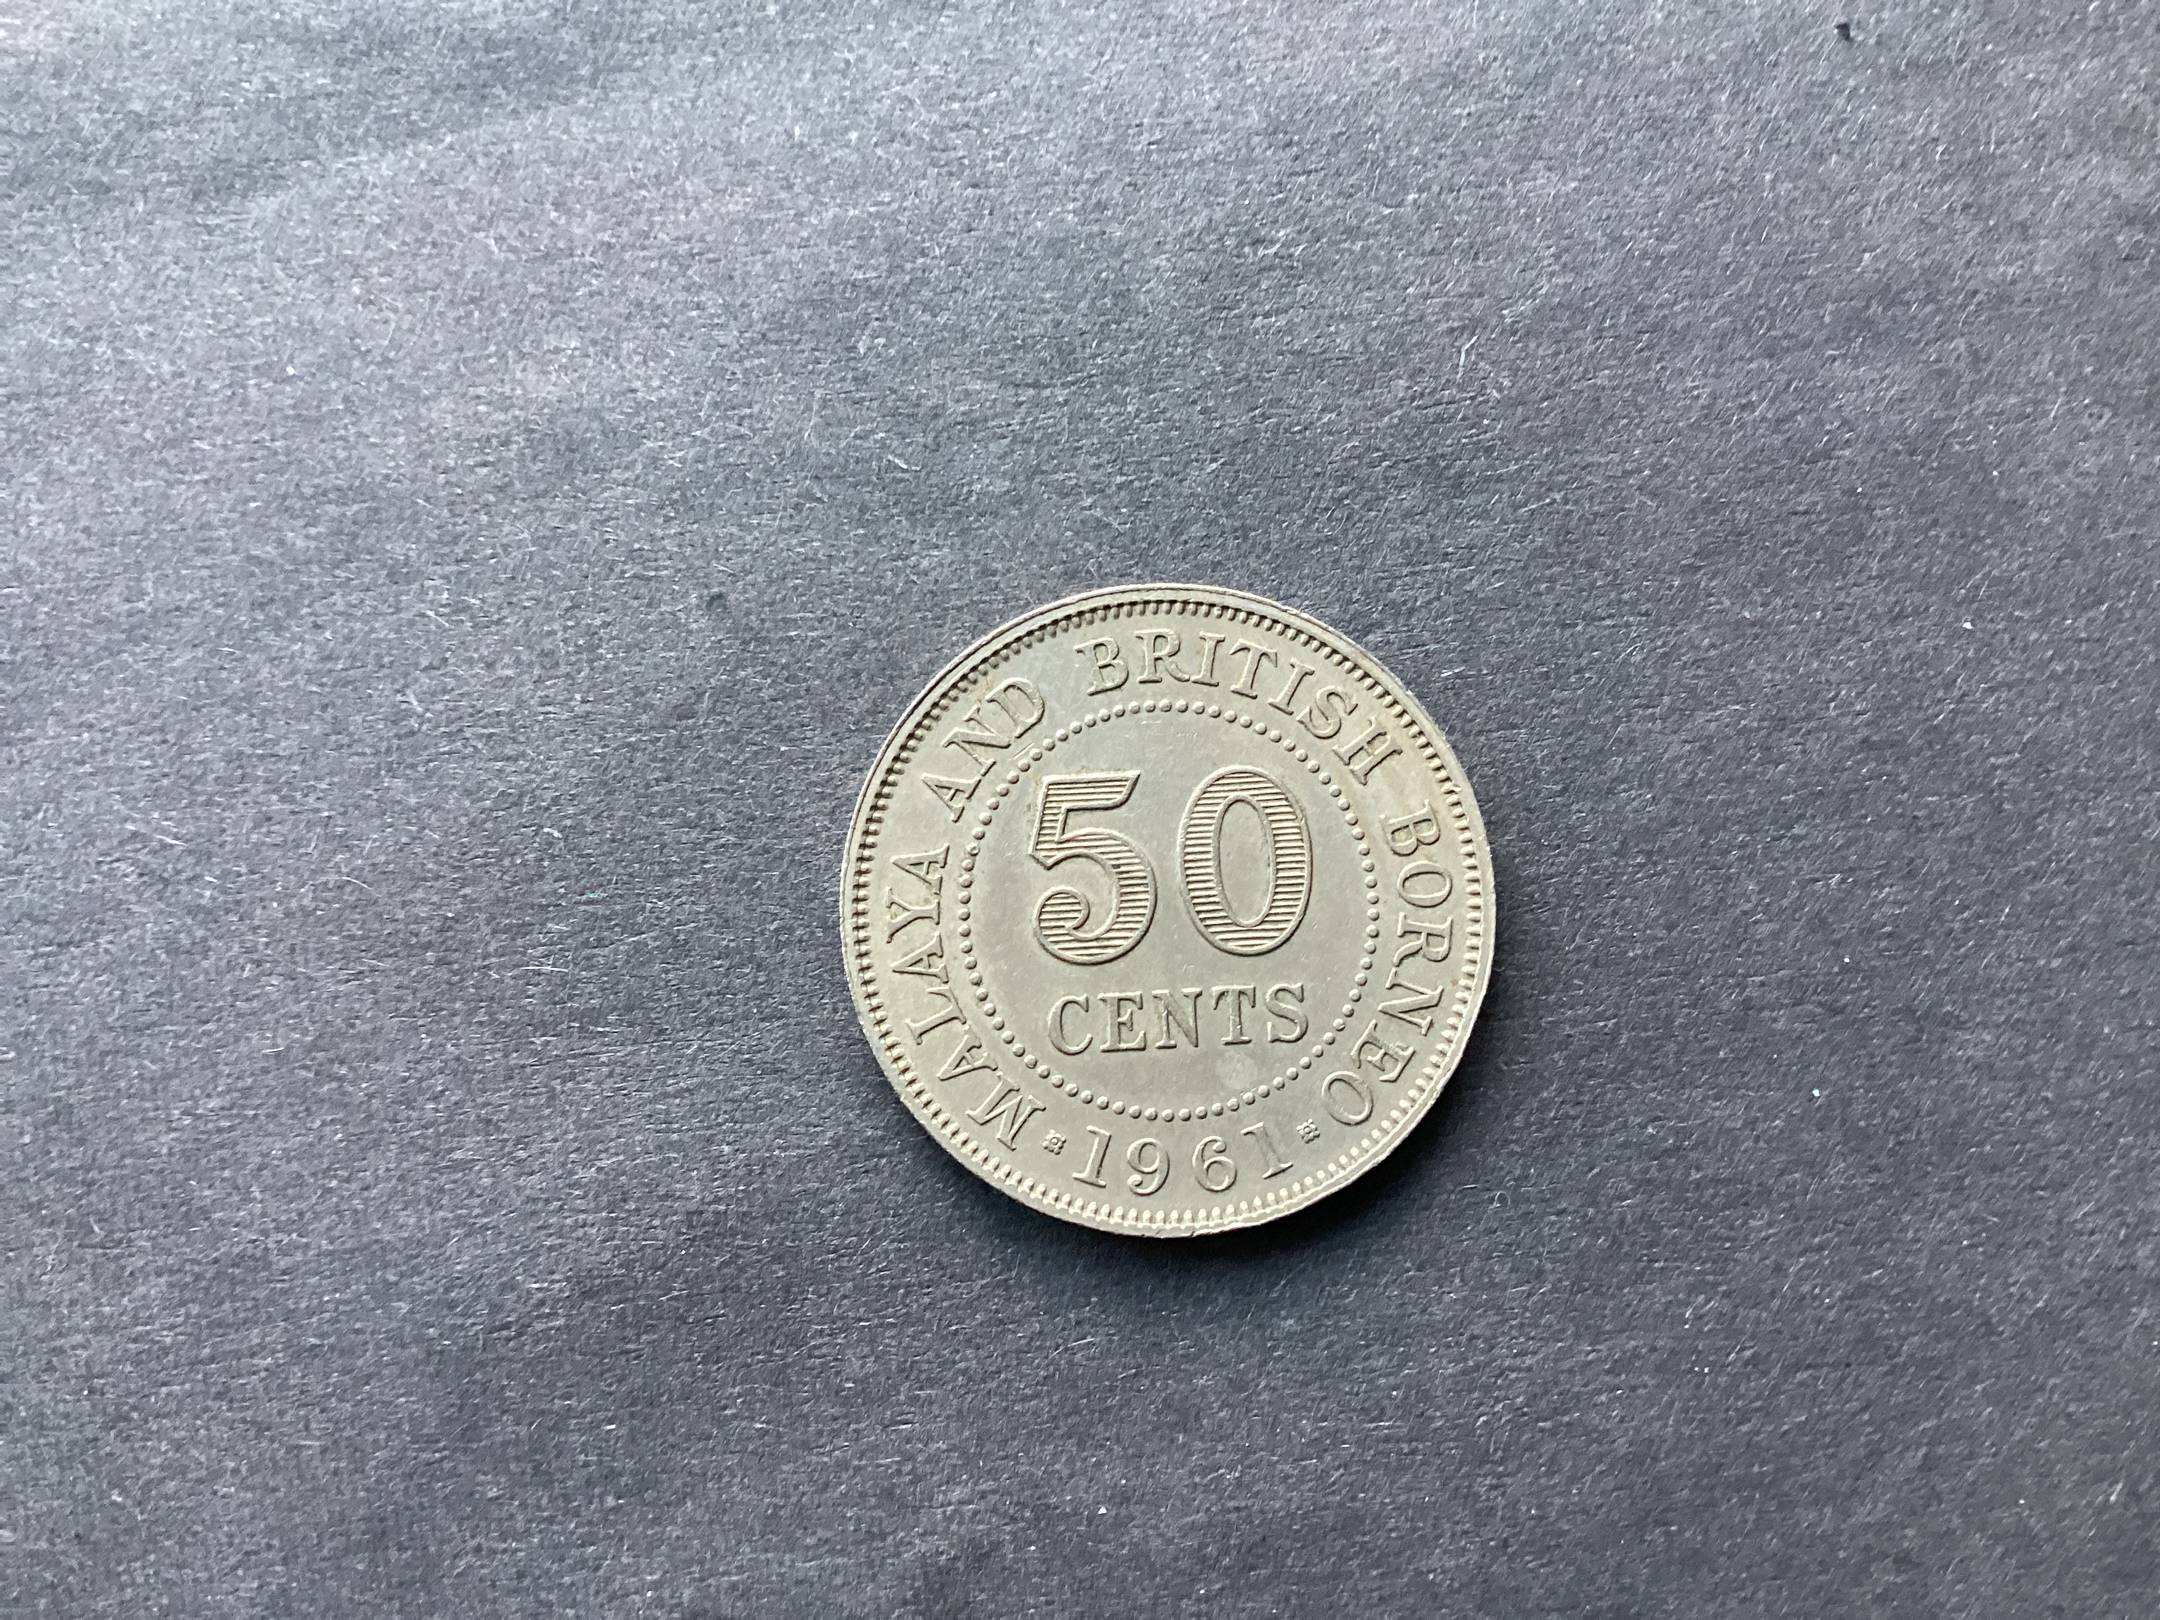 MALAYA AND BRITISH BORNEO
50
CENTS
1961